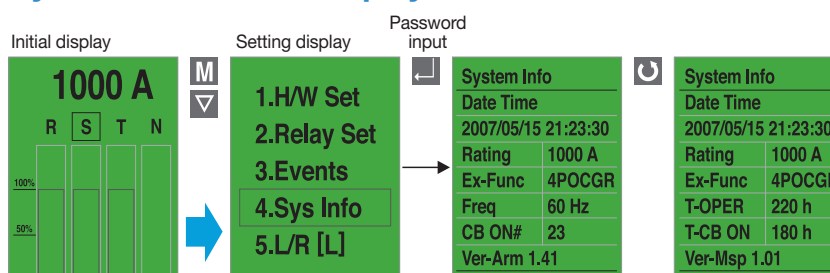 Password
Initial display
Setting display
input
M
1000 A
R S T N
100%
50%
1.H/W Set
2.Relay Set
3.Events
4.Sys Info
5.L/R [L]
System Info
Date Time
2007/05/15 21:23:30
Rating 1000 A
Ex-Func 4POCGR
Freq 60 Hz
CB ON# 23
Ver-Arm 1.41
System Info
Date Time
2007/05/15 21:23:30
Rating 1000 A
Ex-Func
T-OPER 220 h
T-CB ON 180 h
Ver-Msp 1.01